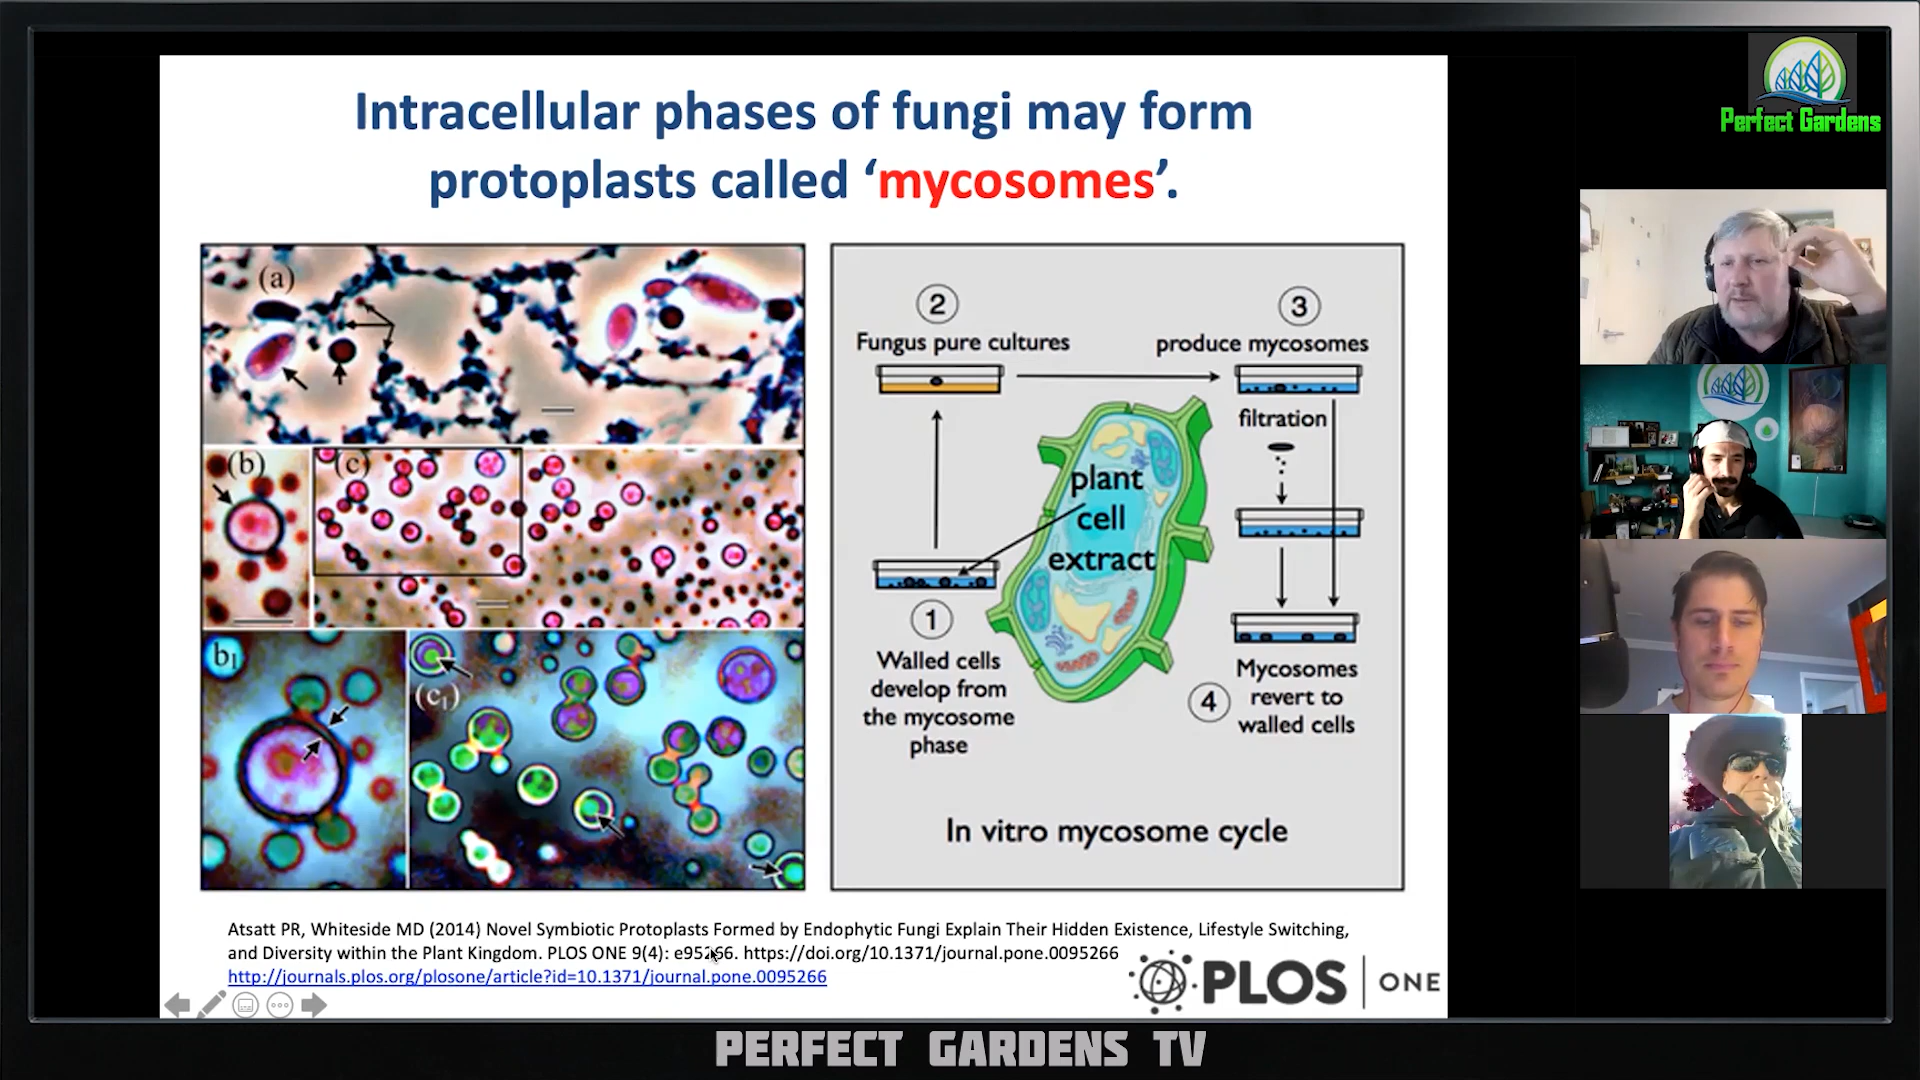 Perfect Gardens
Intracellular phases of fungi may form
protoplasts called ‘mycosomes’.
(a)
(b)
(c)
b1
(c1)
2
Fungus pure cultures
3
produce mycosomes
filtration
plant
cell
extract
1
Walled cells
develop from
the mycosome
phase
4
Mycosomes
revert to
walled cells
In vitro mycosome cycle
Atsatt PR, Whiteside MD (2014) Novel Symbiotic Protoplasts Formed by Endophytic Fungi Explain Their Hidden Existence, Lifestyle Switching,
and Diversity within the Plant Kingdom. PLOS ONE 9(4): e95266. https://doi.org/10.1371/journal.pone.0095266
http://journals.plos.org/plosone/article?id=10.1371/journal.pone.0095266
PLOS ONE
PERFECT GARDENS TV